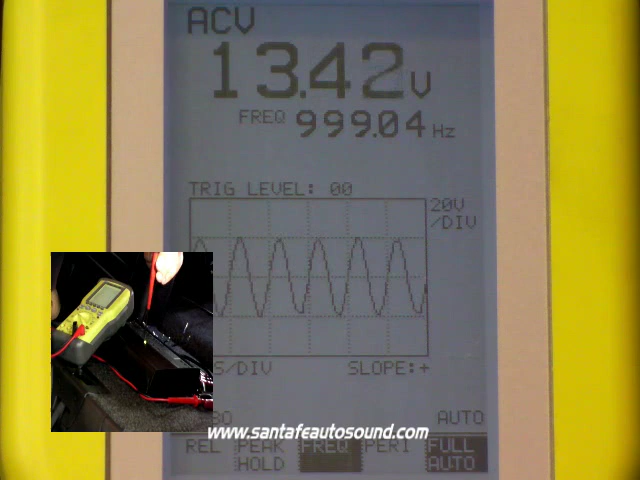 ACV
13.42 V
FREQ 999.04 Hz
TRIG LEVEL: 00
20V
/DIV
S/DIV SLOPE:+
AUTO
www.santafeautosound.com
REL PEAK HOLD FREQ PERI FULL AUTO